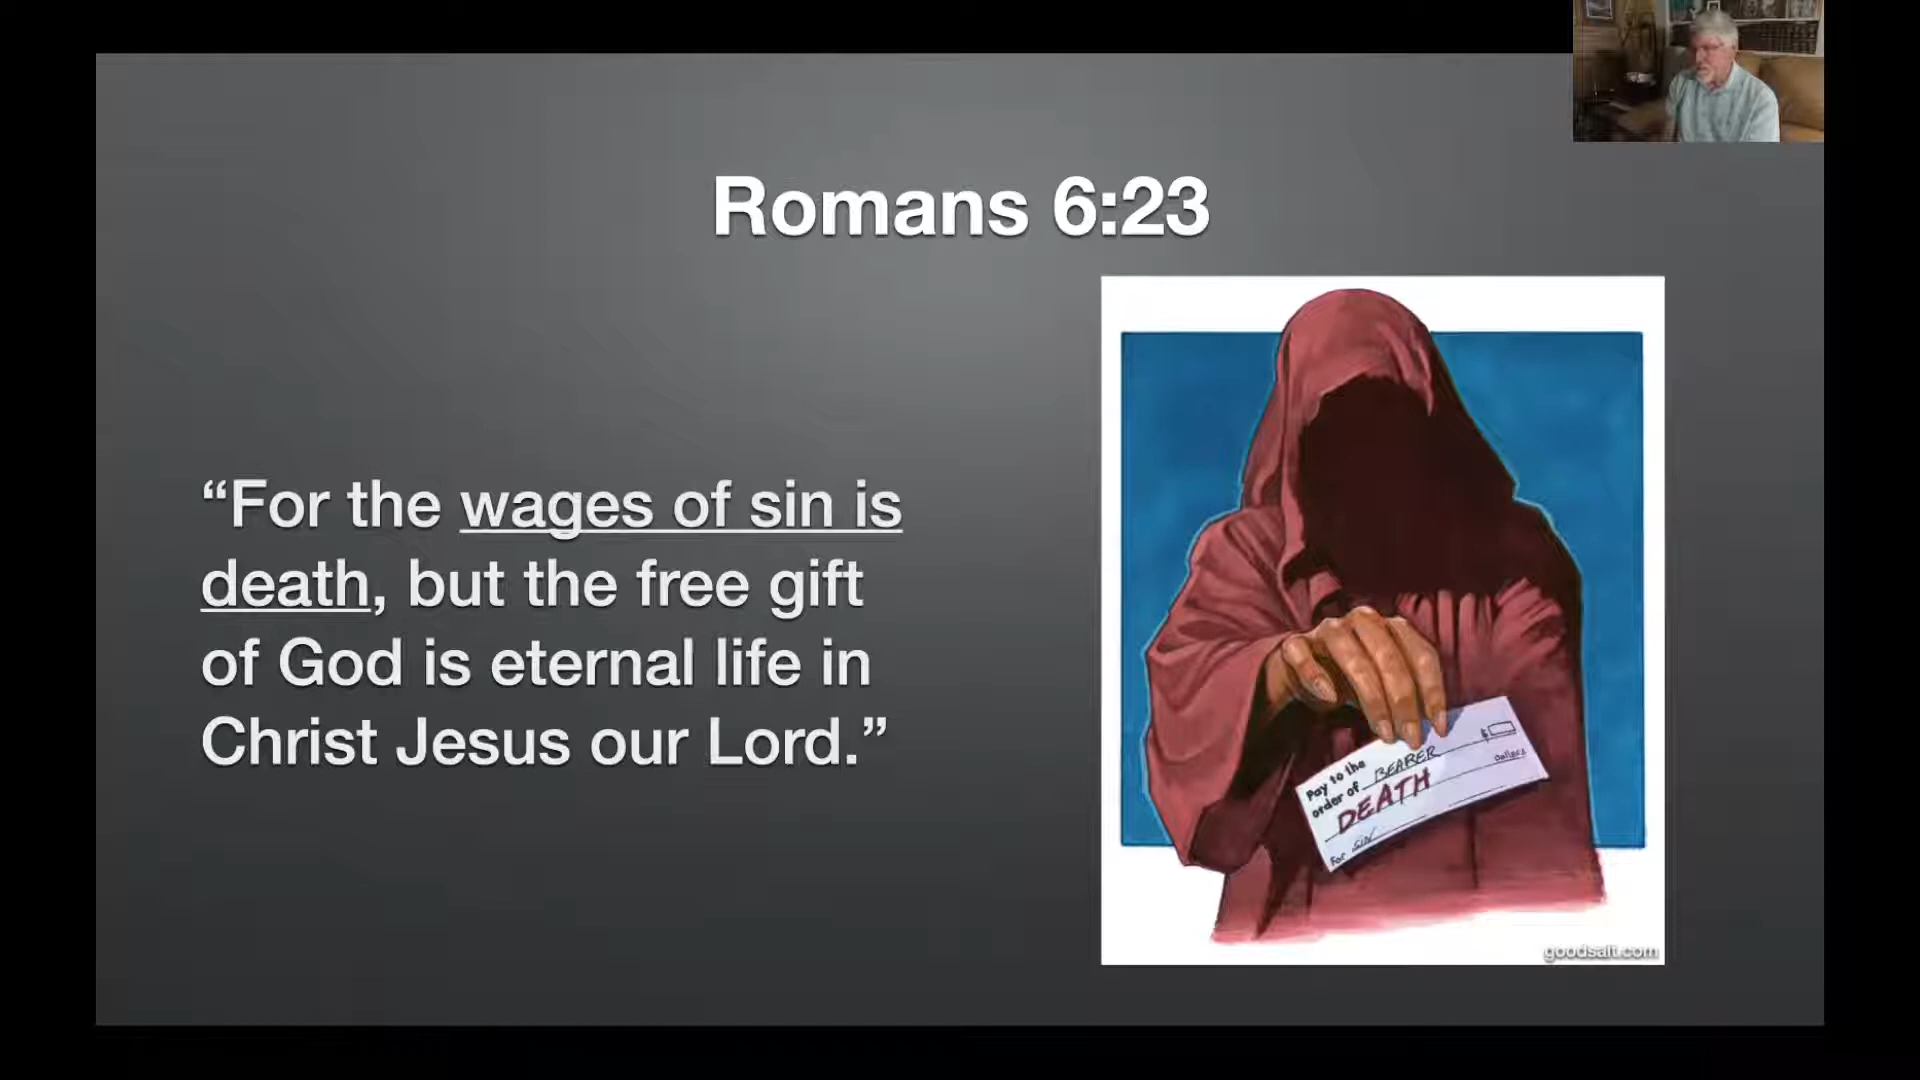 Romans 6:23
“For the wages of sin is
death, but the free gift
of God is eternal life in
Christ Jesus our Lord.”
Pay to the
order of BEARER $
DEATH Dollars
For SIN
goodsalt.com